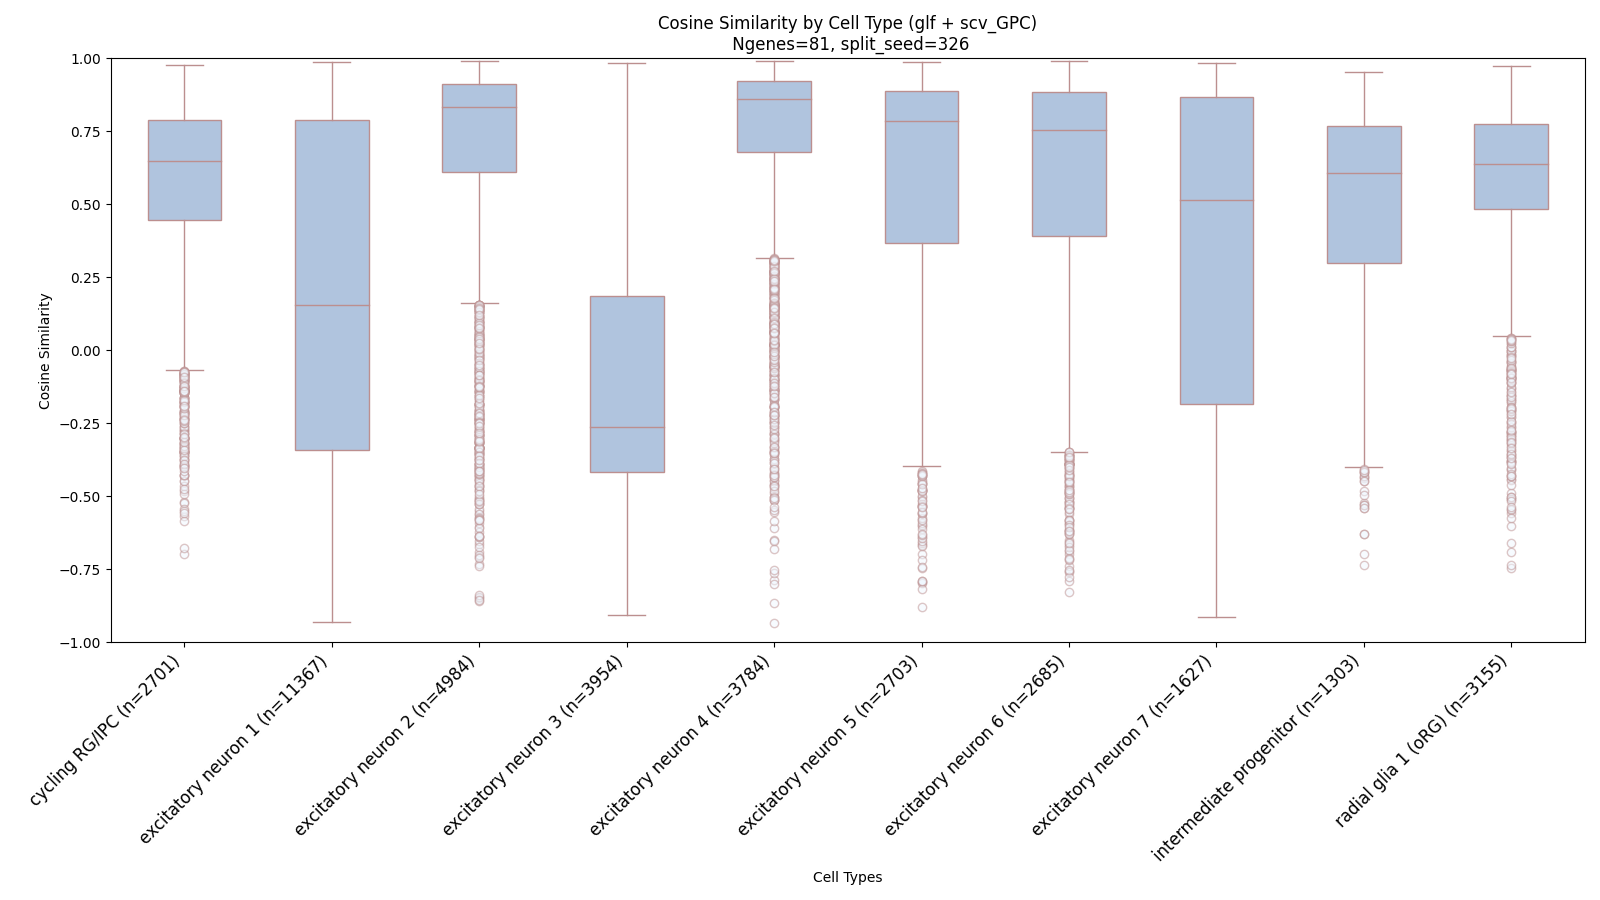 Cosine Similarity by Cell Type (glf + scv_GPC)
Ngenes=81, split_seed=326
Cosine Similarity
1.00
0.75
0.50
0.25
0.00
−0.25
−0.50
−0.75
−1.00
cycling RG/IPC (n=2701)
excitatory neuron 1 (n=11367)
excitatory neuron 2 (n=4984)
excitatory neuron 3 (n=3954)
excitatory neuron 4 (n=3784)
excitatory neuron 5 (n=2703)
excitatory neuron 6 (n=2685)
excitatory neuron 7 (n=1627)
intermediate progenitor (n=1303)
radial glia 1 (oRG) (n=3155)
Cell Types